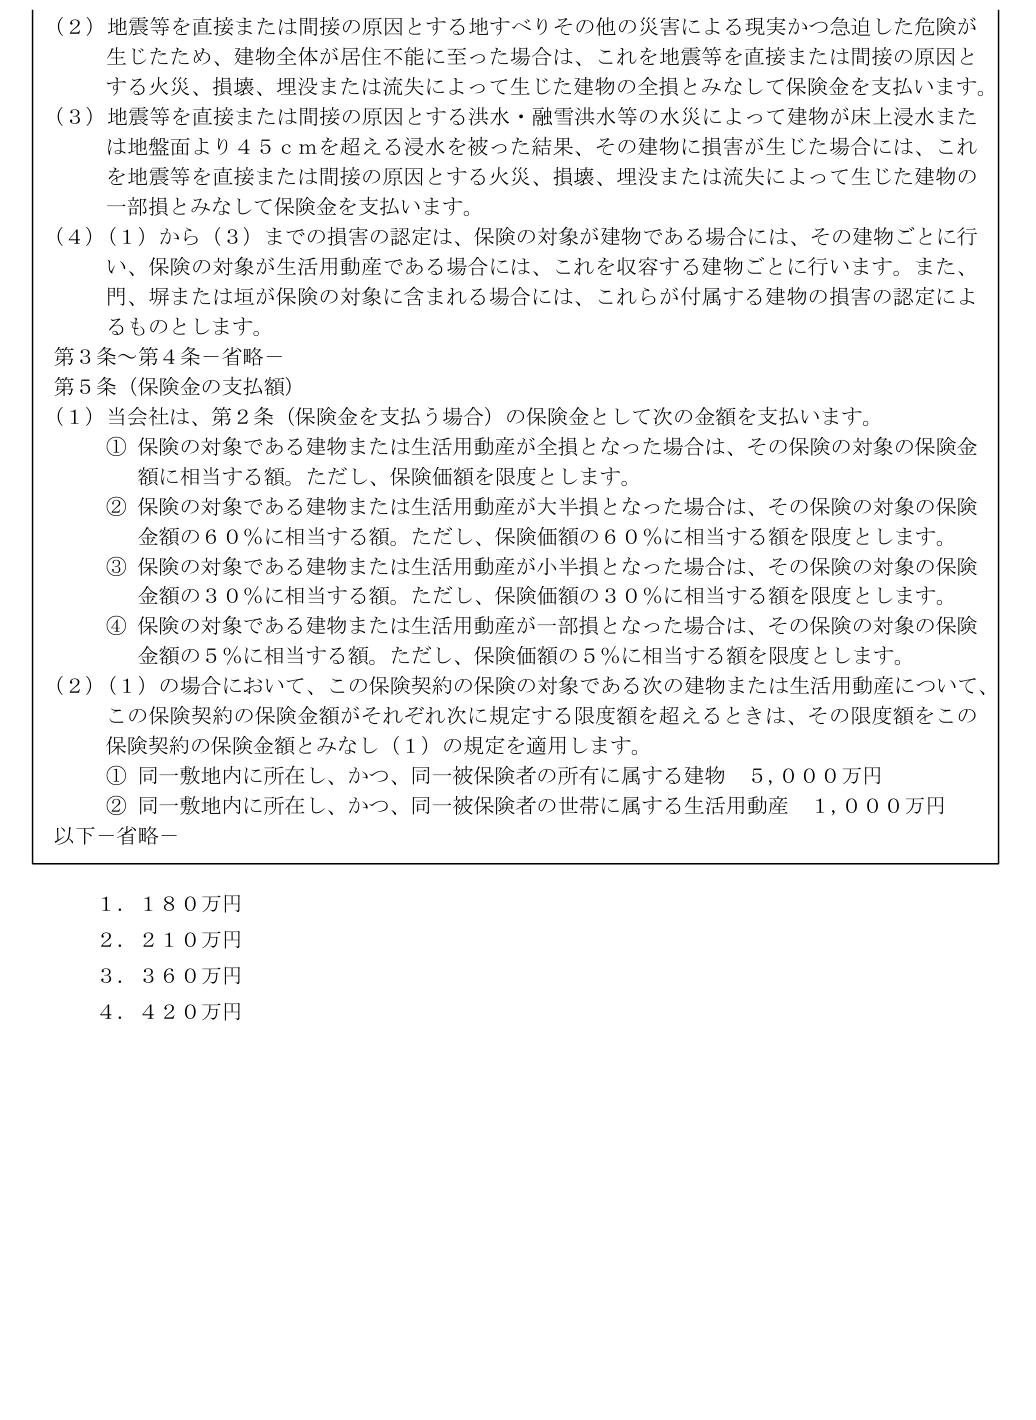 （２）地震等を直接または間接の原因とする地すべりその他の災害による現実かつ急迫した危険が
生じたため、建物全体が居住不能に至った場合は、これを地震等を直接または間接の原因と
する火災、損壊、埋没または流失によって生じた建物の全損とみなして保険金を支払います。
（３）地震等を直接または間接の原因とする洪水・融雪洪水等の水災によって建物が床上浸水また
は地盤面より４５ｃｍを超える浸水を被った結果、その建物に損害が生じた場合には、これ
を地震等を直接または間接の原因とする火災、損壊、埋没または流失によって生じた建物の
一部損とみなして保険金を支払います。
（４）（１）から（３）までの損害の認定は、保険の対象が建物である場合には、その建物ごとに行
い、保険の対象が生活用動産である場合には、これを収容する建物ごとに行います。また、
門、塀または垣が保険の対象に含まれる場合には、これらが付属する建物の損害の認定によ
るものとします。
第３条～第４条－省略－
第５条（保険金の支払額）
（１）当会社は、第２条（保険金を支払う場合）の保険金として次の金額を支払います。
① 保険の対象である建物または生活用動産が全損となった場合は、その保険の対象の保険金
額に相当する額。ただし、保険価額を限度とします。
② 保険の対象である建物または生活用動産が大半損となった場合は、その保険の対象の保険
金額の６０％に相当する額。ただし、保険価額の６０％に相当する額を限度とします。
③ 保険の対象である建物または生活用動産が小半損となった場合は、その保険の対象の保険
金額の３０％に相当する額。ただし、保険価額の３０％に相当する額を限度とします。
④ 保険の対象である建物または生活用動産が一部損となった場合は、その保険の対象の保険
金額の５％に相当する額。ただし、保険価額の５％に相当する額を限度とします。
（２）（１）の場合において、この保険契約の保険の対象である次の建物または生活用動産について、
この保険契約の保険金額がそれぞれ次に規定する限度額を超えるときは、その限度額をこの
保険契約の保険金額とみなし（１）の規定を適用します。
① 同一敷地内に所在し、かつ、同一被保険者の所有に属する建物　５，０００万円
② 同一敷地内に所在し、かつ、同一被保険者の世帯に属する生活用動産　１，０００万円
以下－省略－
１．１８０万円
２．２１０万円
３．３６０万円
４．４２０万円